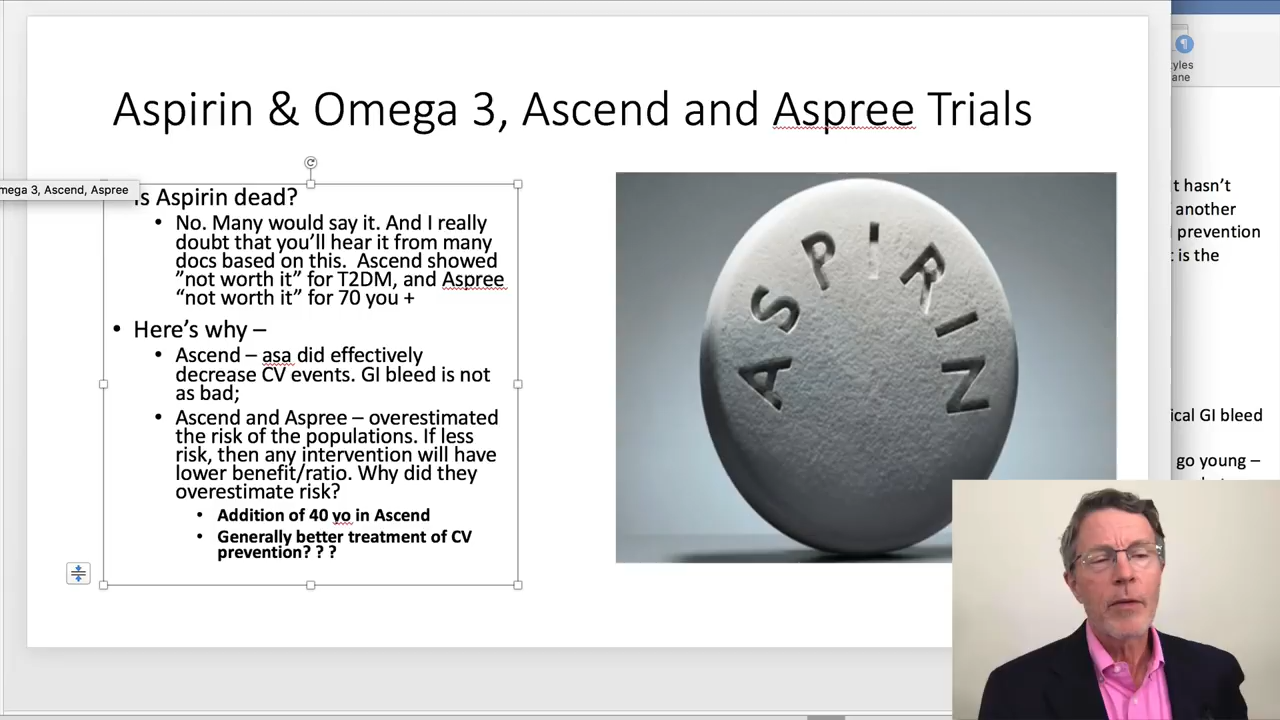 Aspirin & Omega 3, Ascend and Aspree Trials
mega 3, Ascend, Aspree
Is Aspirin dead?
• No. Many would say it. And I really
doubt that you'll hear it from many
docs based on this. Ascend showed
"not worth it" for T2DM, and Aspree
"not worth it" for 70 you +
• Here's why –
• Ascend – asa did effectively
decrease CV events. GI bleed is not
as bad;
• Ascend and Aspree – overestimated
the risk of the populations. If less
risk, then any intervention will have
lower benefit/ratio. Why did they
overestimate risk?
• Addition of 40 yo in Ascend
• Generally better treatment of CV
prevention? ? ?
ASPIRIN
yles
ane
t hasn't
another
prevention
t is the
ical GI bleed
go young –